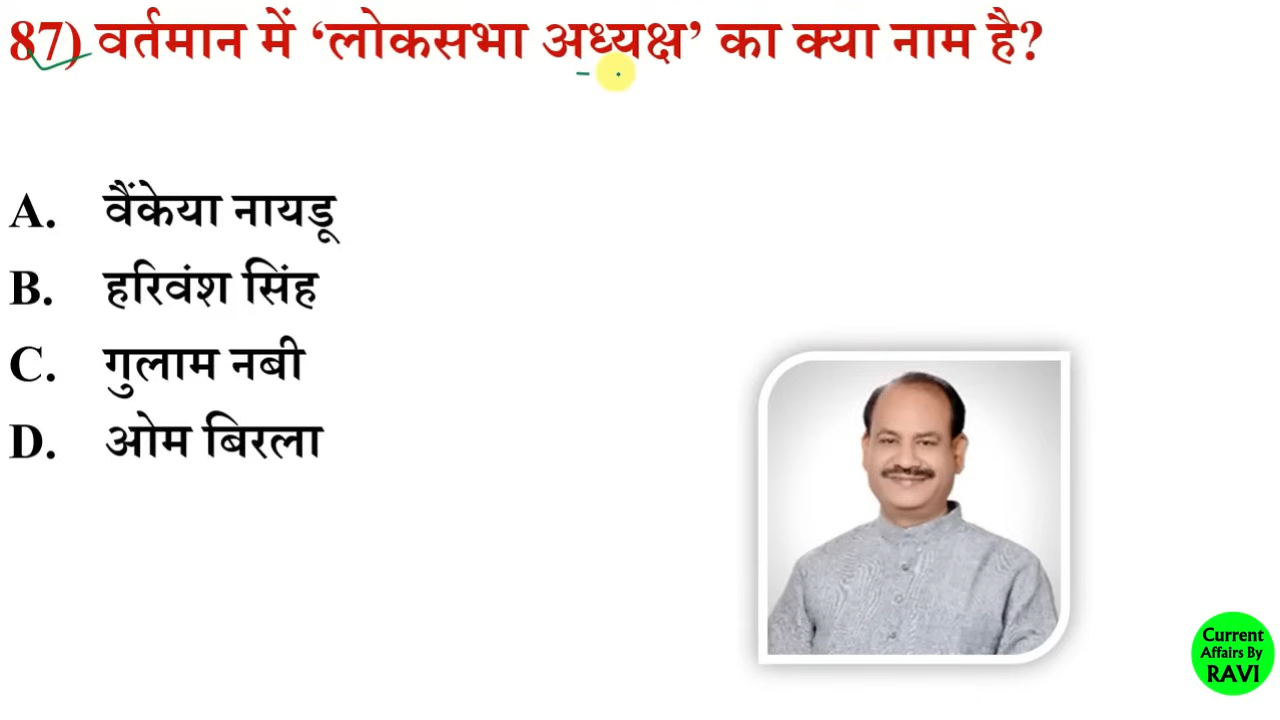 87) वर्तमान में ‘लोकसभा अध्यक्ष’ का क्या नाम है?
A. वैंकेया नायडू
B. हरिवंश सिंह
C. गुलाम नबी
D. ओम बिरला
Current
Affairs By
RAVI